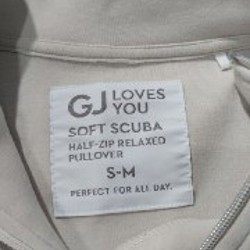 GJ LOVES YOU
SOFT SCUBA
HALF-ZIP RELAXED
PULLOVER
S-M
PERFECT FOR ALL DAY.